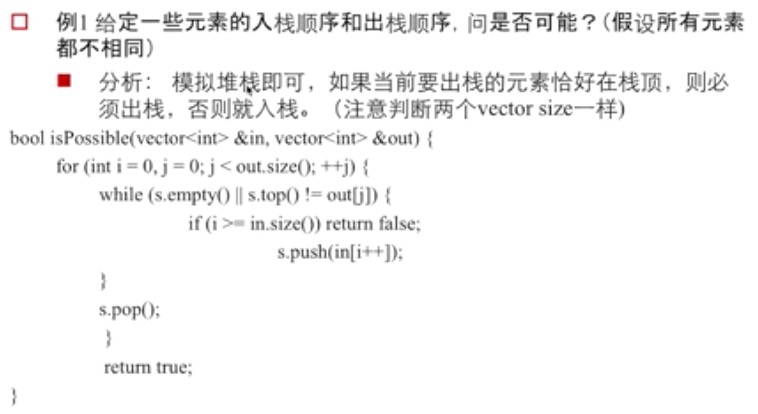 例1 给定一些元素的入栈顺序和出栈顺序, 问是否可能？(假设所有元素
都不相同)
分析： 模拟堆栈即可，如果当前要出栈的元素恰好在栈顶，则必
须出栈，否则就入栈。（注意判断两个vector size一样)
bool isPossible(vector<int> &in, vector<int> &out) {
for (int i = 0, j = 0; j < out.size(); ++j) {
while (s.empty() || s.top() != out[j]) {
if (i >= in.size()) return false;
s.push(in[i++]);
}
s.pop();
}
return true;
}